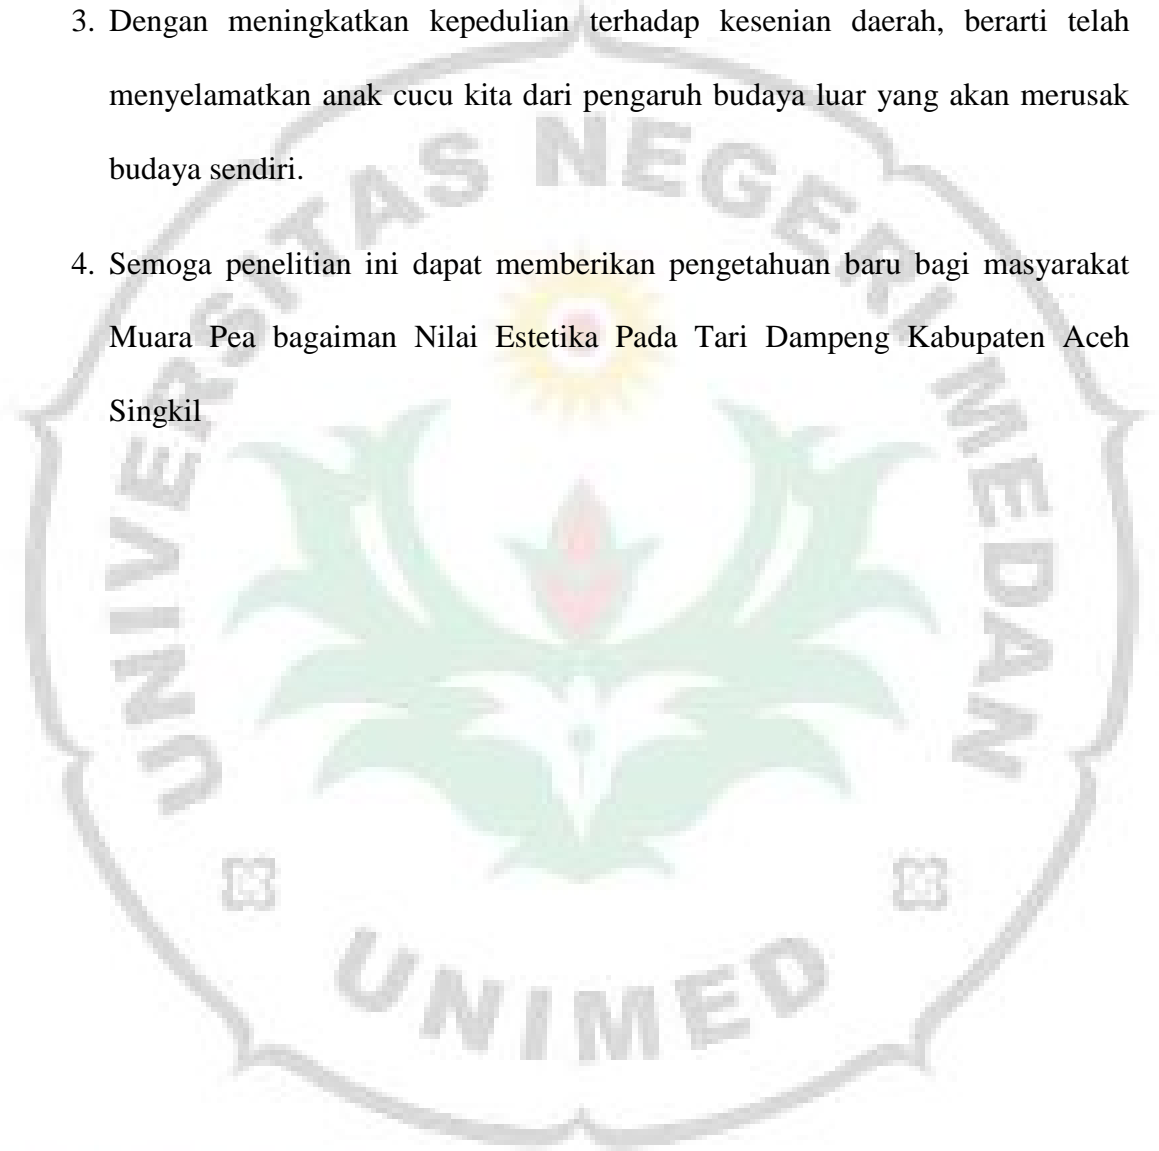 3. Dengan meningkatkan kepedulian terhadap kesenian daerah, berarti telah
menyelamatkan anak cucu kita dari pengaruh budaya luar yang akan merusak
budaya sendiri.
4. Semoga penelitian ini dapat memberikan pengetahuan baru bagi masyarakat
Muara Pea bagaiman Nilai Estetika Pada Tari Dampeng Kabupaten Aceh
Singkil
UNIVERSITAS NEGERI MEDAN
UNIMED